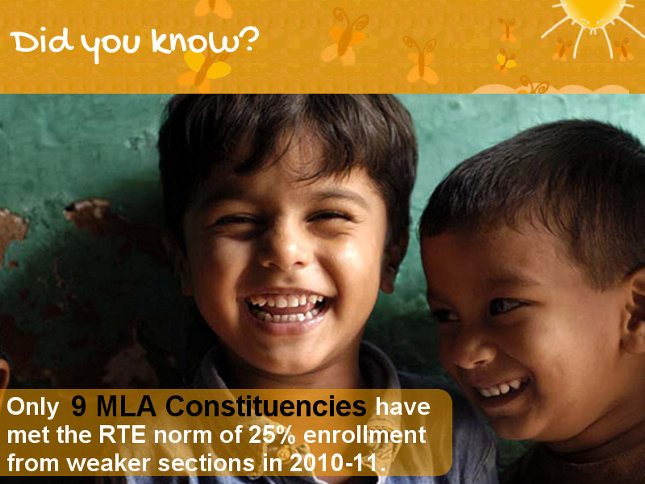 Did you know?
Only 9 MLA Constituencies have
met the RTE norm of 25% enrollment
from weaker sections in 2010-11.